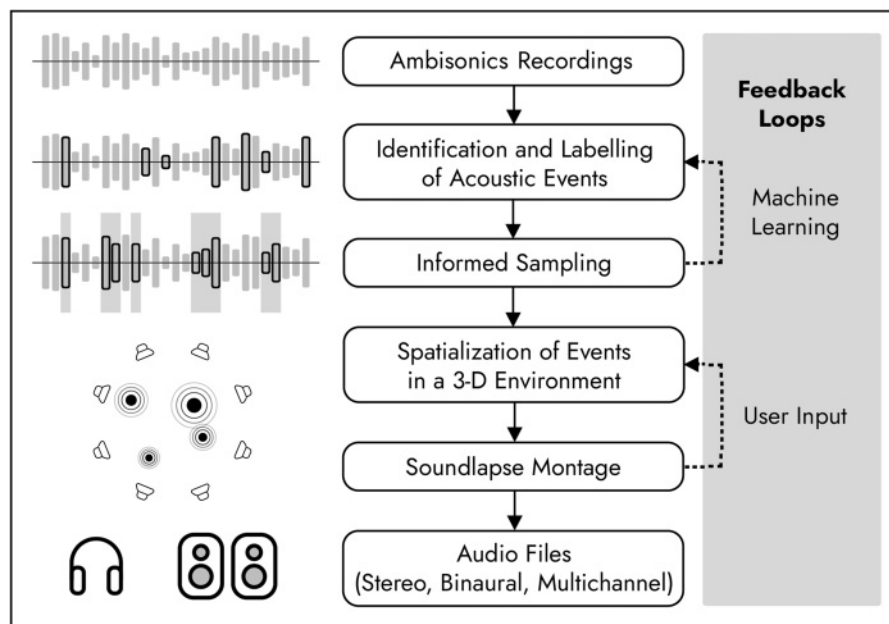 Ambisonics Recordings
Feedback
Loops
Identification and Labelling
of Acoustic Events
Machine
Learning
Informed Sampling
Spatialization of Events
in a 3-D Environment
User Input
Soundlapse Montage
Audio Files
(Stereo, Binaural, Multichannel)